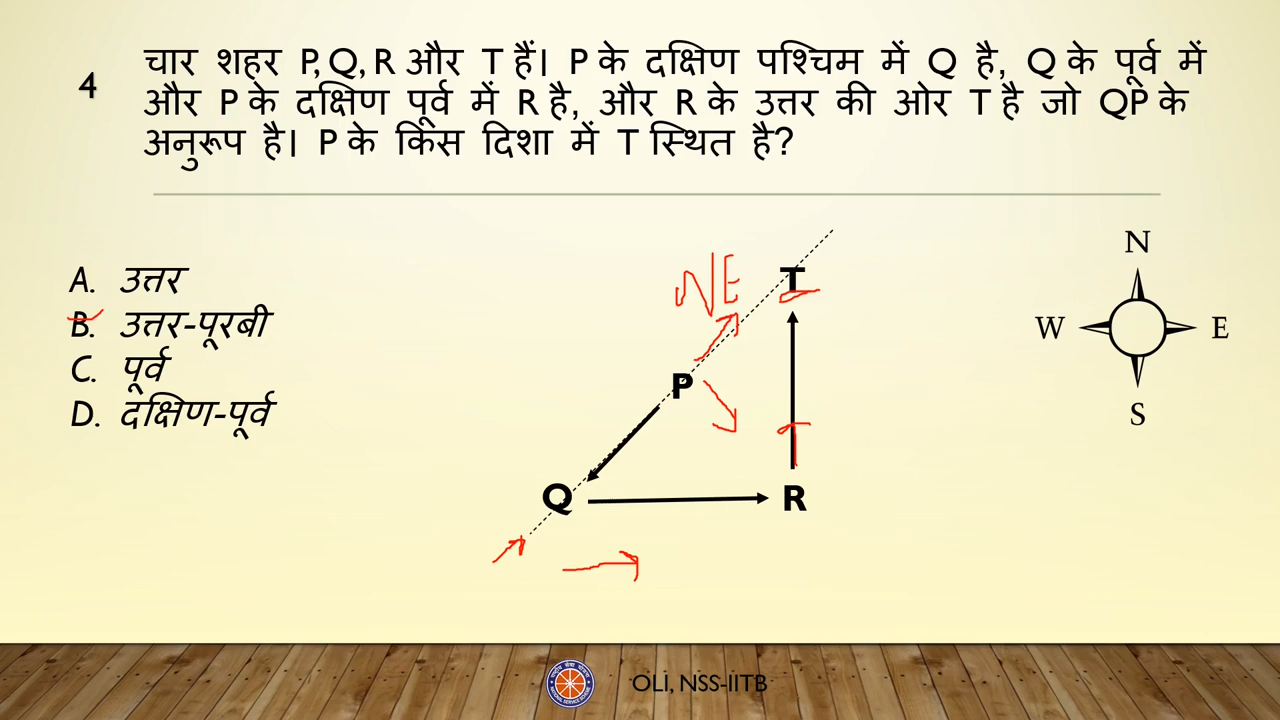 4
चार शहर P, Q, R और T हैं। P के दक्षिण पश्चिम में Q है, Q के पूर्व में
और P के दक्षिण पूर्व में R है, और R के उत्तर की ओर T है जो QP के
अनुरूप है। P के किस दिशा में T स्थित है?
A. उत्तर
B. उत्तर-पूरबी
C. पूर्व
D. दक्षिण-पूर्व
NE
T
P
Q
R
N
W E
S
OLI, NSS-IITB